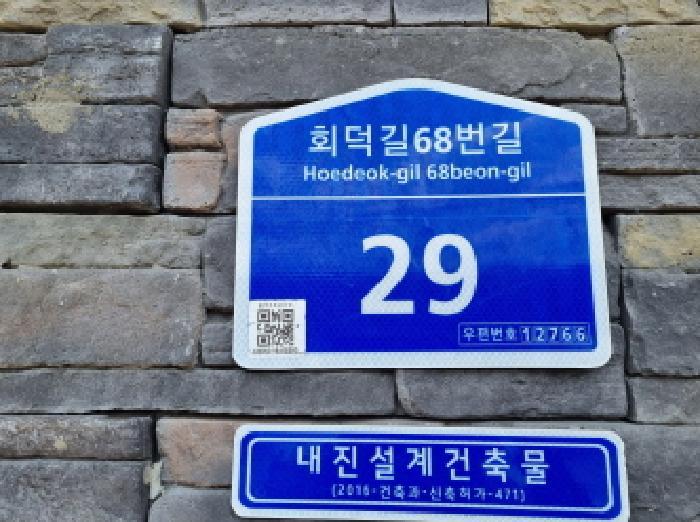 회덕길68번길
Hoedeok-gil 68beon-gil
29
우편번호 12766
내진설계건축물
(2016-건축과-신축허가-471)